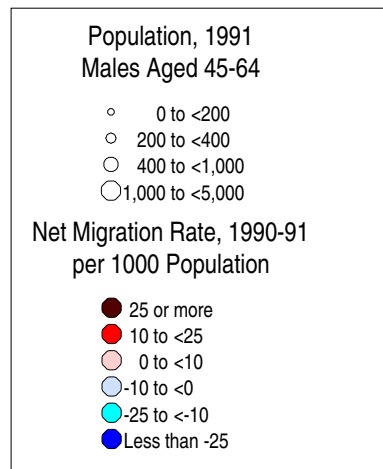 Population, 1991
Males Aged 45-64
0 to <200
200 to <400
400 to <1,000
1,000 to <5,000
Net Migration Rate, 1990-91
per 1000 Population
25 or more
10 to <25
0 to <10
-10 to <0
-25 to <-10
Less than -25